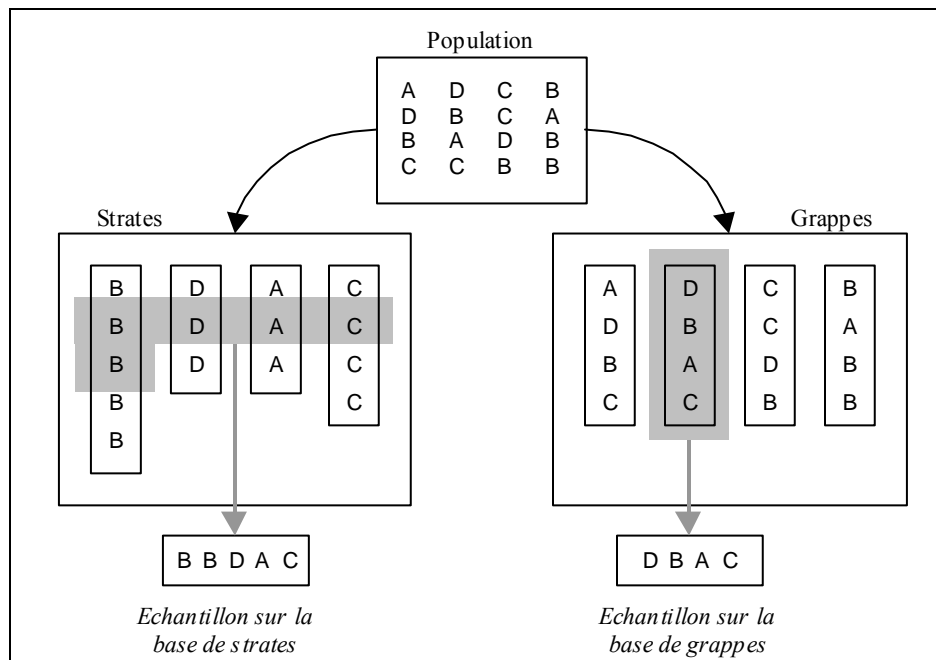 Population
A D C B
D B C A
B A D B
C C B B
Strates
Grappes
B D A C
B D A C
B D A C
B C
B
A D C B
D B C A
B A D B
C C B B
B B D A C
D B A C
Echantillon sur la
base de strates
Echantillon sur la
base de grappes